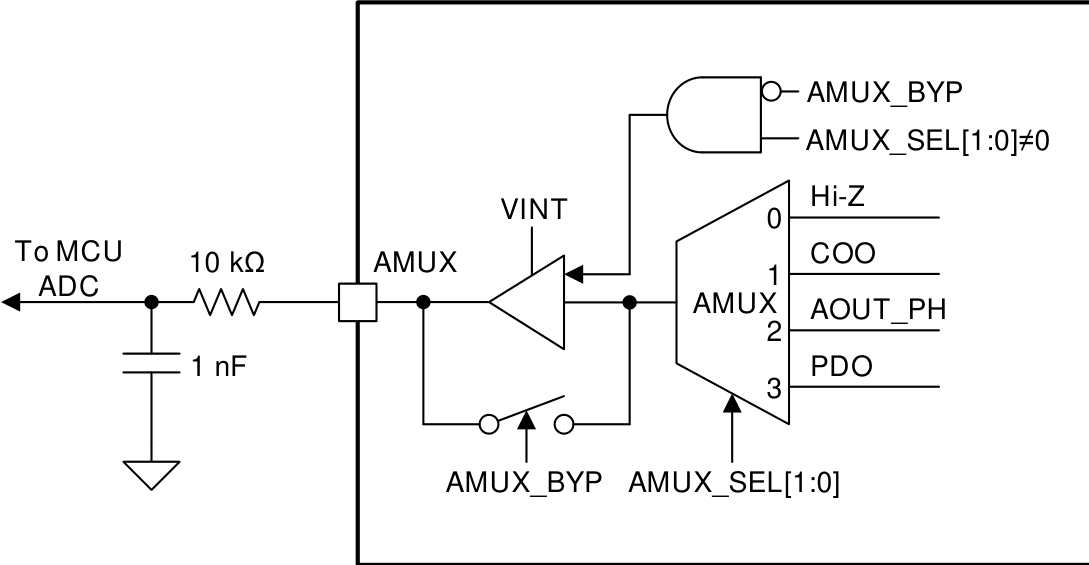 AMUX_BYP
AMUX_SEL[1:0]≠0
Hi-Z
0
VINT
COO
To MCU
ADC
10 kΩ
AMUX
1
AMUX
AOUT_PH
2
1 nF
PDO
3
AMUX_BYP
AMUX_SEL[1:0]